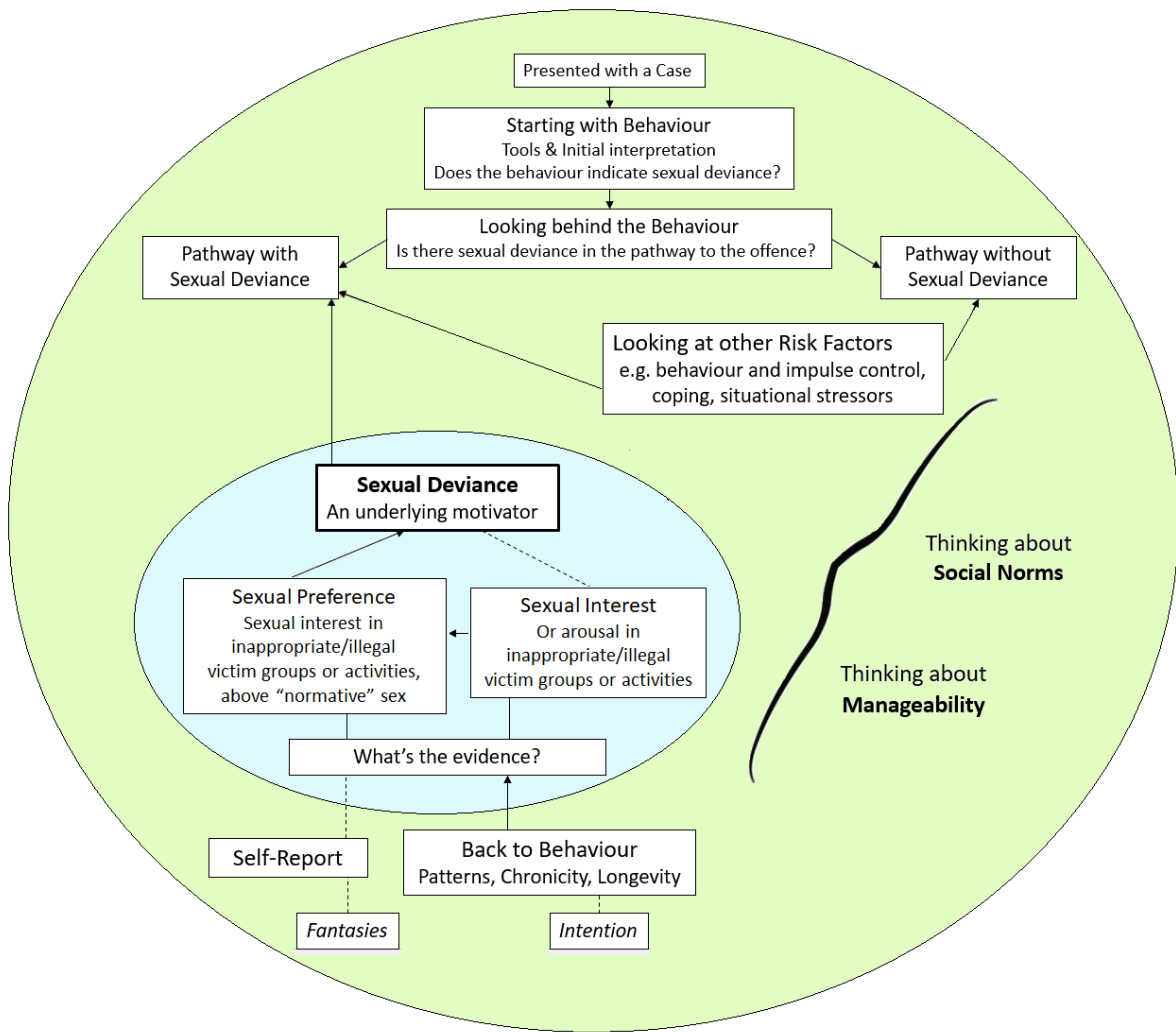 Presented with a Case
Starting with Behaviour
Tools & Initial interpretation
Does the behaviour indicate sexual deviance?
Looking behind the Behaviour
Is there sexual deviance in the pathway to the offence?
Pathway with
Sexual Deviance
Pathway without
Sexual Deviance
Looking at other Risk Factors
e.g. behaviour and impulse control,
coping, situational stressors
Sexual Deviance
An underlying motivator
Sexual Preference
Sexual interest in
inappropriate/illegal
victim groups or activities,
above “normative” sex
Sexual Interest
Or arousal in
inappropriate/illegal
victim groups or activities
Thinking about
Social Norms
Thinking about
Manageability
What’s the evidence?
Self-Report
Back to Behaviour
Patterns, Chronicity, Longevity
Fantasies
Intention